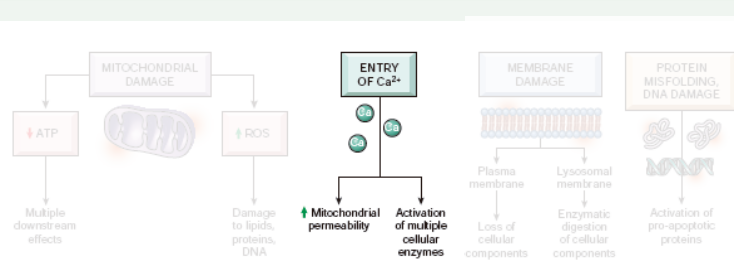 MITOCHONDRIAL
DAMAGE
ATP
ROS
Multiple
downstream
effects
Damage
to lipids,
proteins,
DNA
ENTRY
OF Ca²⁺
Ca
Ca
Ca
Mitochondrial
permeability
Activation
of multiple
cellular
enzymes
MEMBRANE
DAMAGE
Plasma
membrane
Loss of
cellular
components
Lysosomal
membrane
Enzymatic
digestion
of cellular
components
PROTEIN
MISFOLDING,
DNA DAMAGE
Activation of
pro-apoptotic
proteins